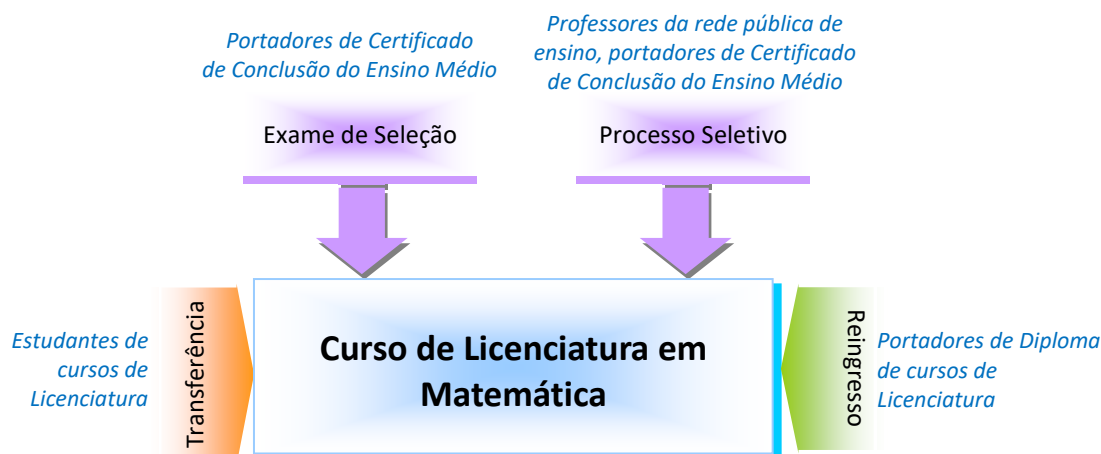 Portadores de Certificado
de Conclusão do Ensino Médio
Professores da rede pública de
ensino, portadores de Certificado
de Conclusão do Ensino Médio
Exame de Seleção
Processo Seletivo
Estudantes de
cursos de
Licenciatura
Transferência
Curso de Licenciatura em
Matemática
Reingresso
Portadores de Diploma
de cursos de
Licenciatura